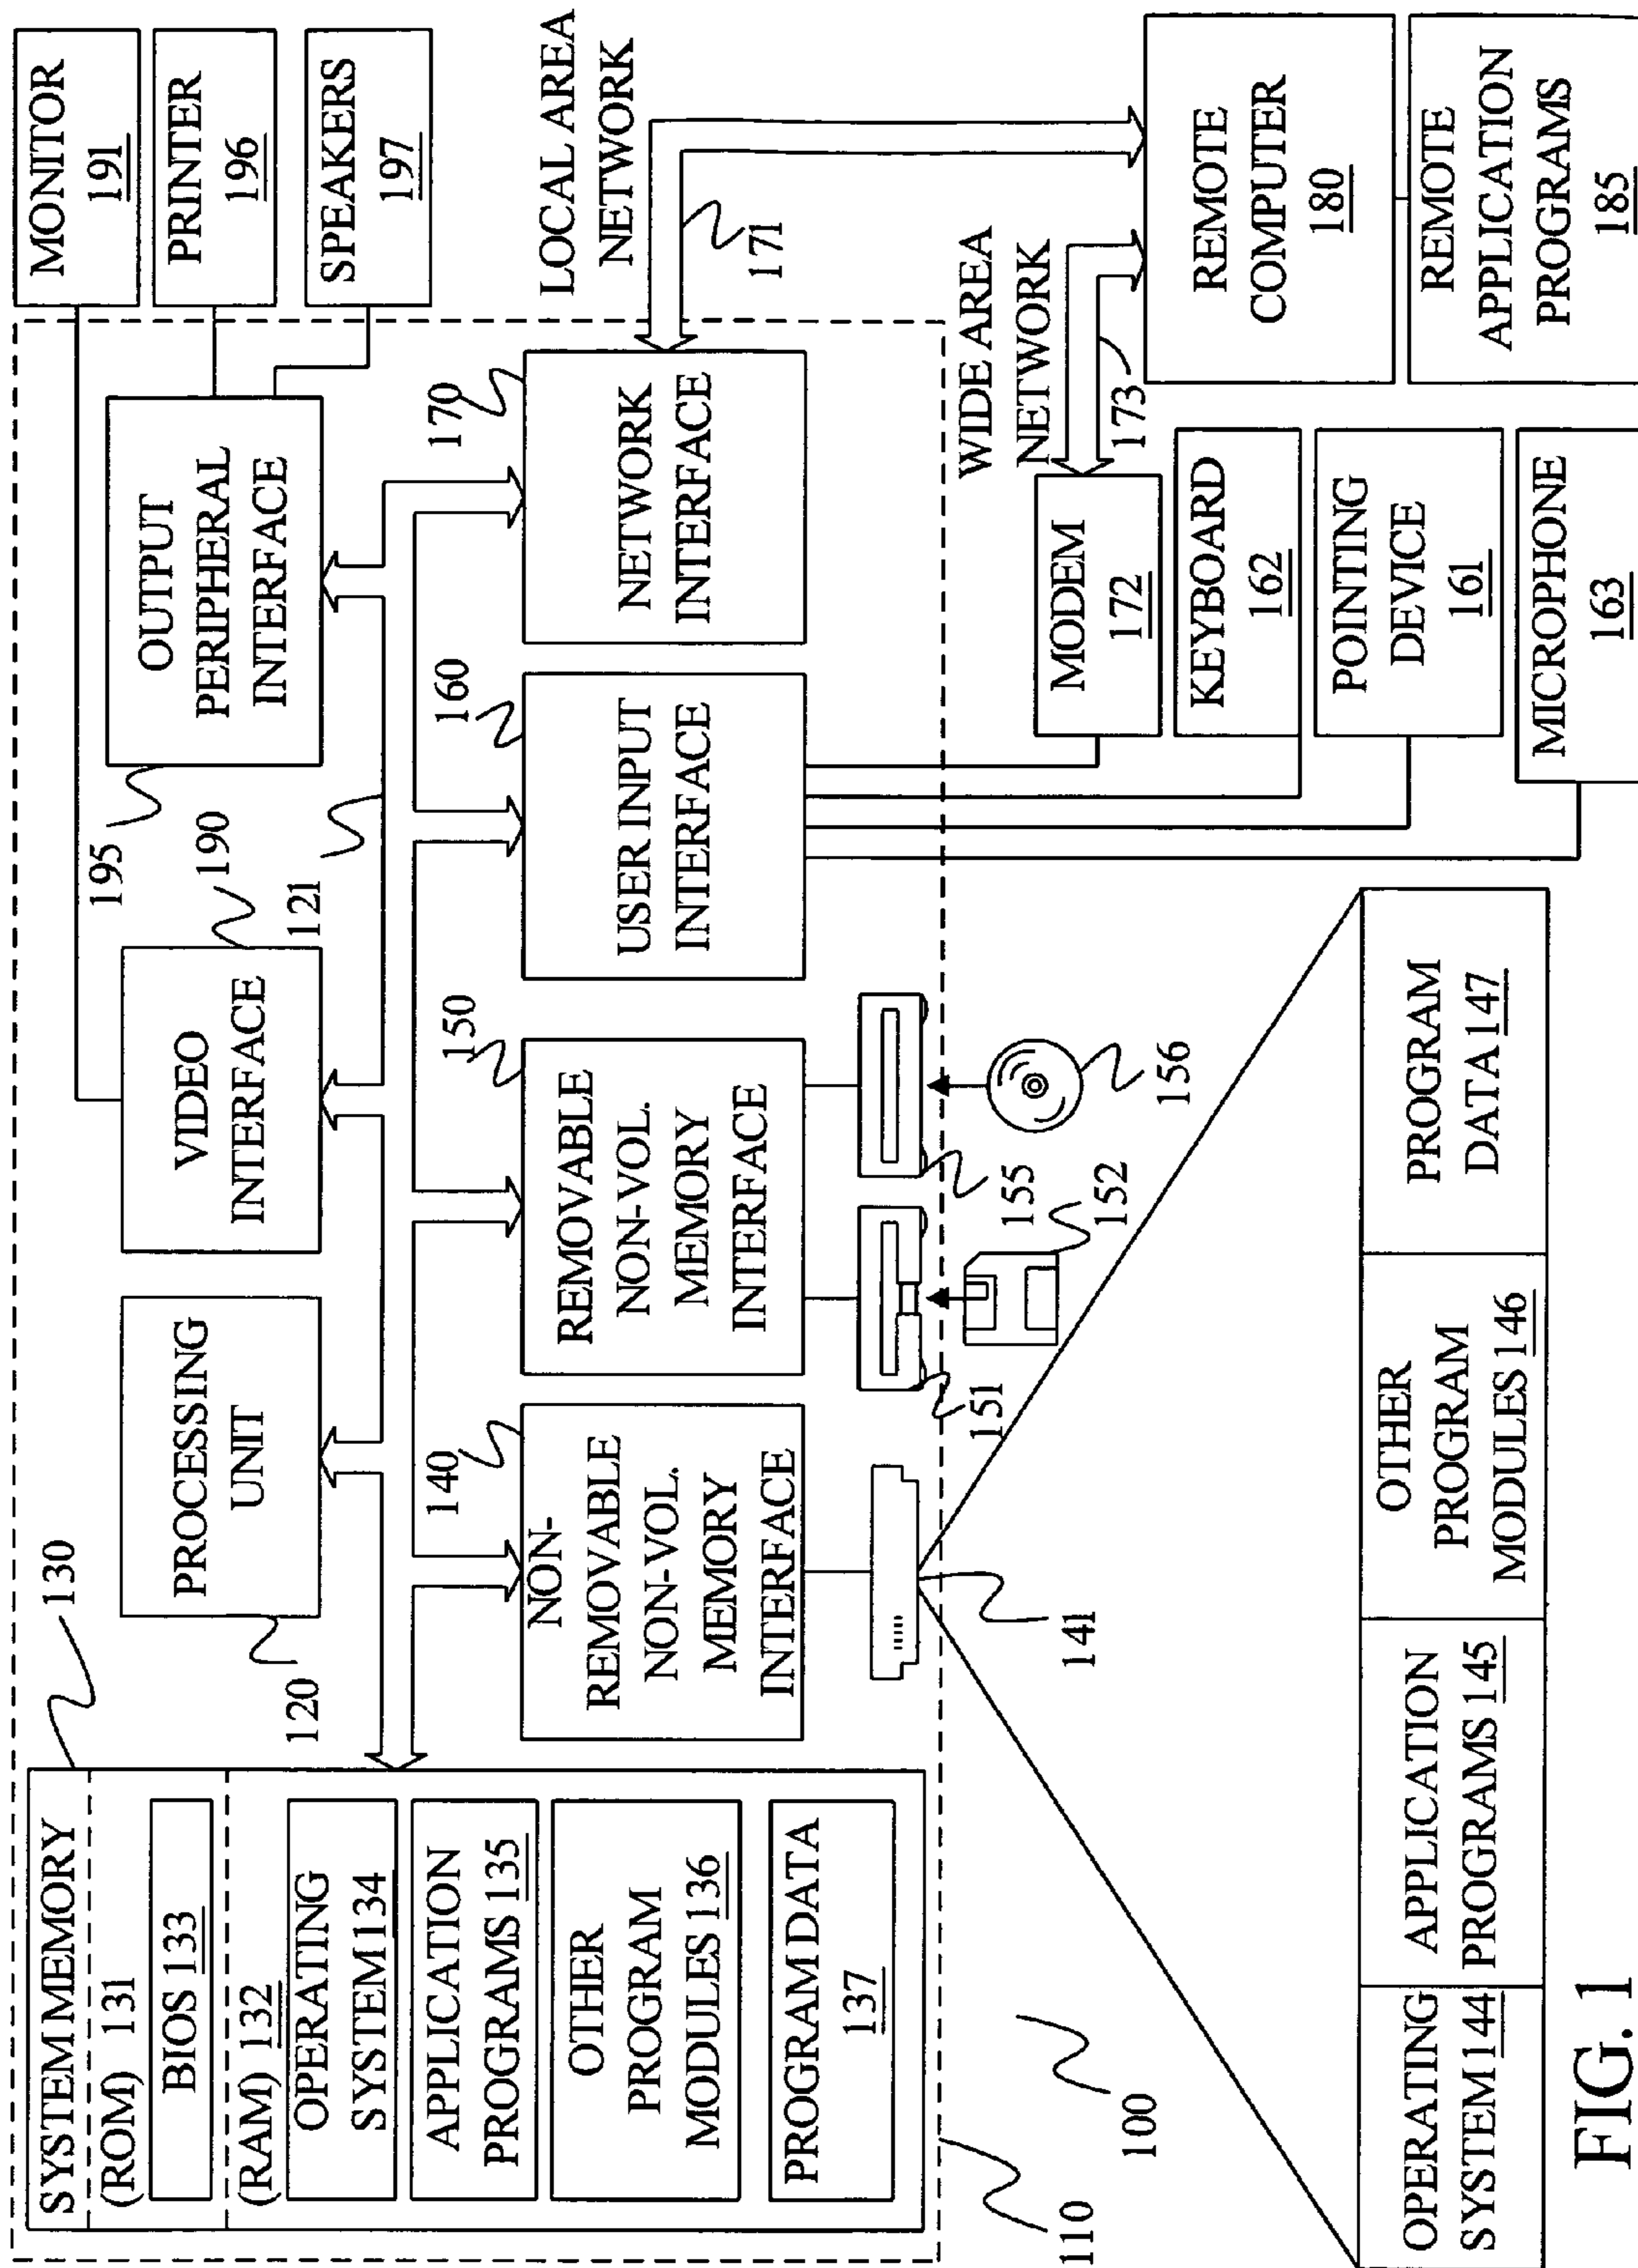 SYSTEM MEMORY
(ROM) 131
BIOS 133
(RAM) 132
OPERATING
SYSTEM 134
APPLICATION
PROGRAMS 135
OTHER
PROGRAM
MODULES 136
PROGRAM DATA
137
130
120
PROCESSING
UNIT
VIDEO
INTERFACE
190
121
195
OUTPUT
PERIPHERAL
INTERFACE
MONITOR
191
PRINTER
196
SPEAKERS
197
140
NON-
REMOVABLE
NON-VOL.
MEMORY
INTERFACE
150
REMOVABLE
NON-VOL.
MEMORY
INTERFACE
160
USER INPUT
INTERFACE
170
NETWORK
INTERFACE
LOCAL AREA
NETWORK
171
WIDE AREA
NETWORK
173
141
151
152
155
156
MODEM
172
KEYBOARD
162
POINTING
DEVICE
161
MICROPHONE
163
REMOTE
COMPUTER
180
REMOTE
APPLICATION
PROGRAMS
185
110
100
OPERATING
SYSTEM 144
APPLICATION
PROGRAMS 145
OTHER
PROGRAM
MODULES 146
PROGRAM
DATA 147
FIG. 1